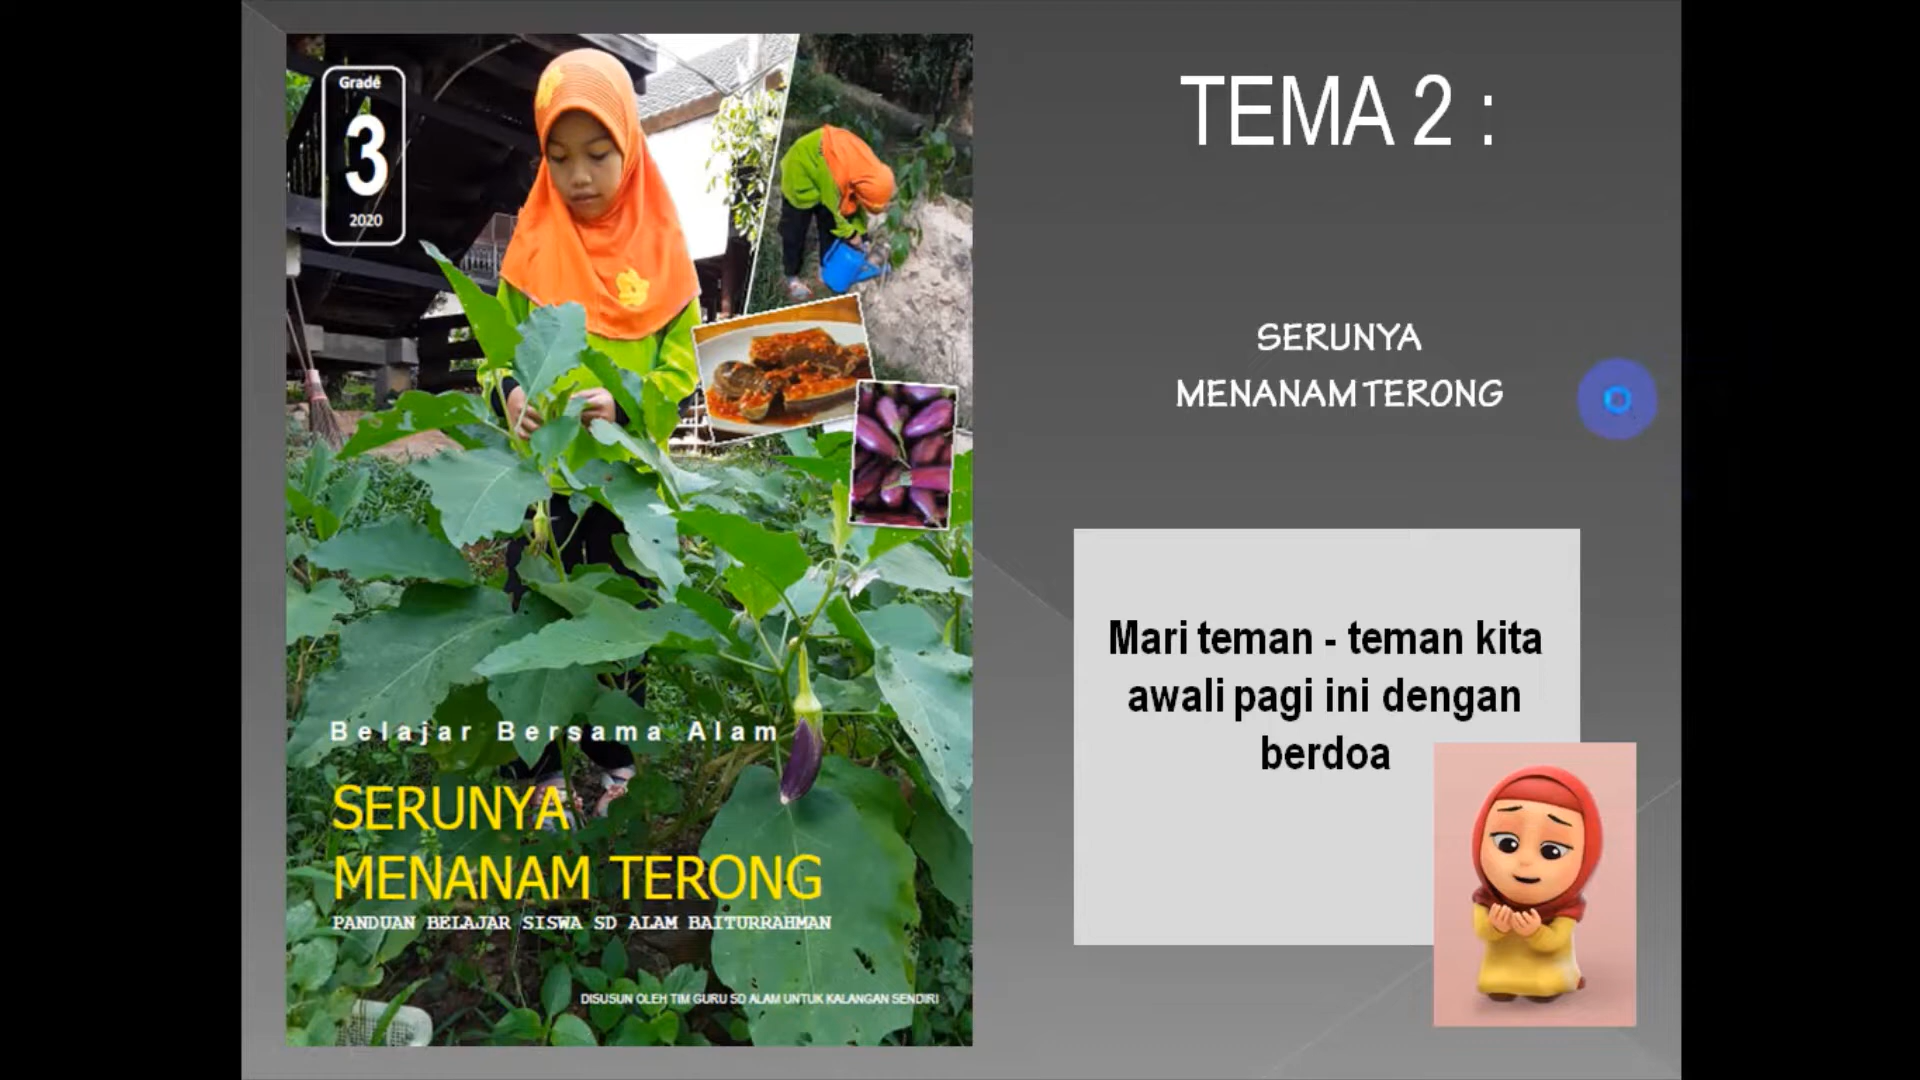 Grade
3
2020
Belajar Bersama Alam
SERUNYA
MENANAM TERONG
PANDUAN BELAJAR SISWA SD ALAM BAITURRAHMAN
DISUSUN OLEH TIM GURU SD ALAM UNTUK KALANGAN SENDIRI
TEMA 2 :
SERUNYA
MENANAM TERONG
Mari teman - teman kita
awali pagi ini dengan
berdoa